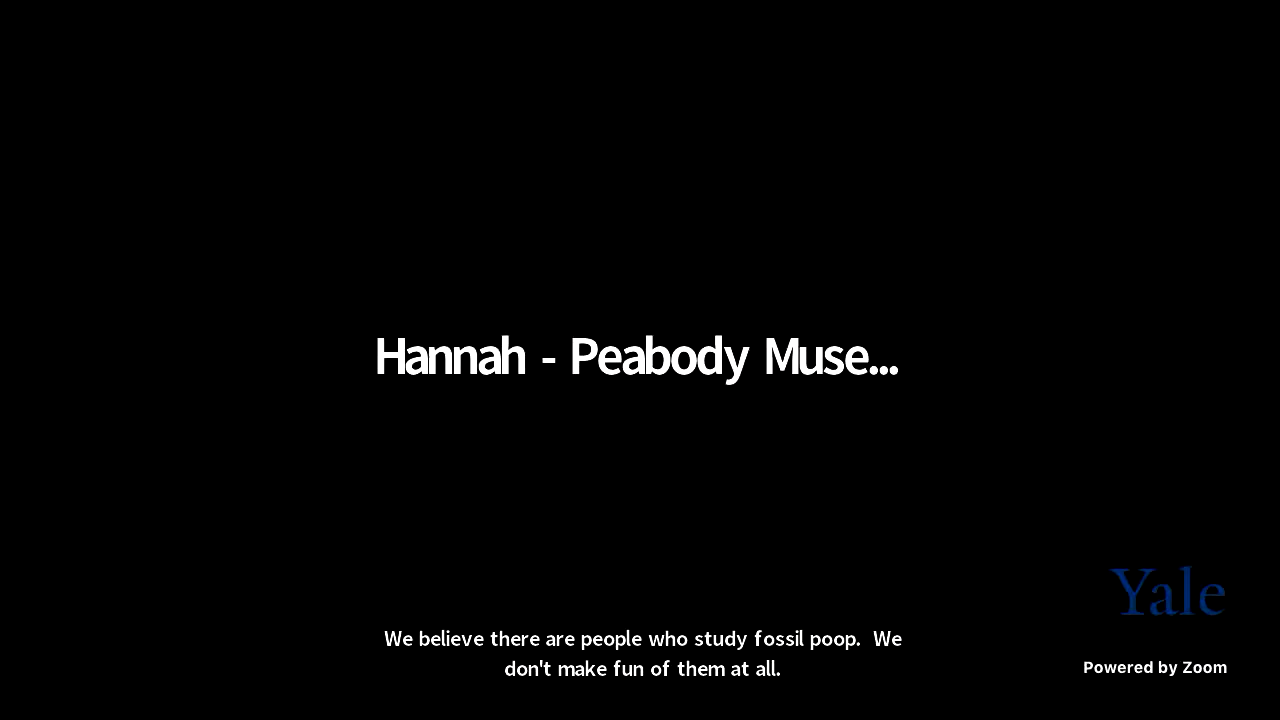 Hannah - Peabody Muse...
Yale
We believe there are people who study fossil poop.  We
don't make fun of them at all.
Powered by Zoom